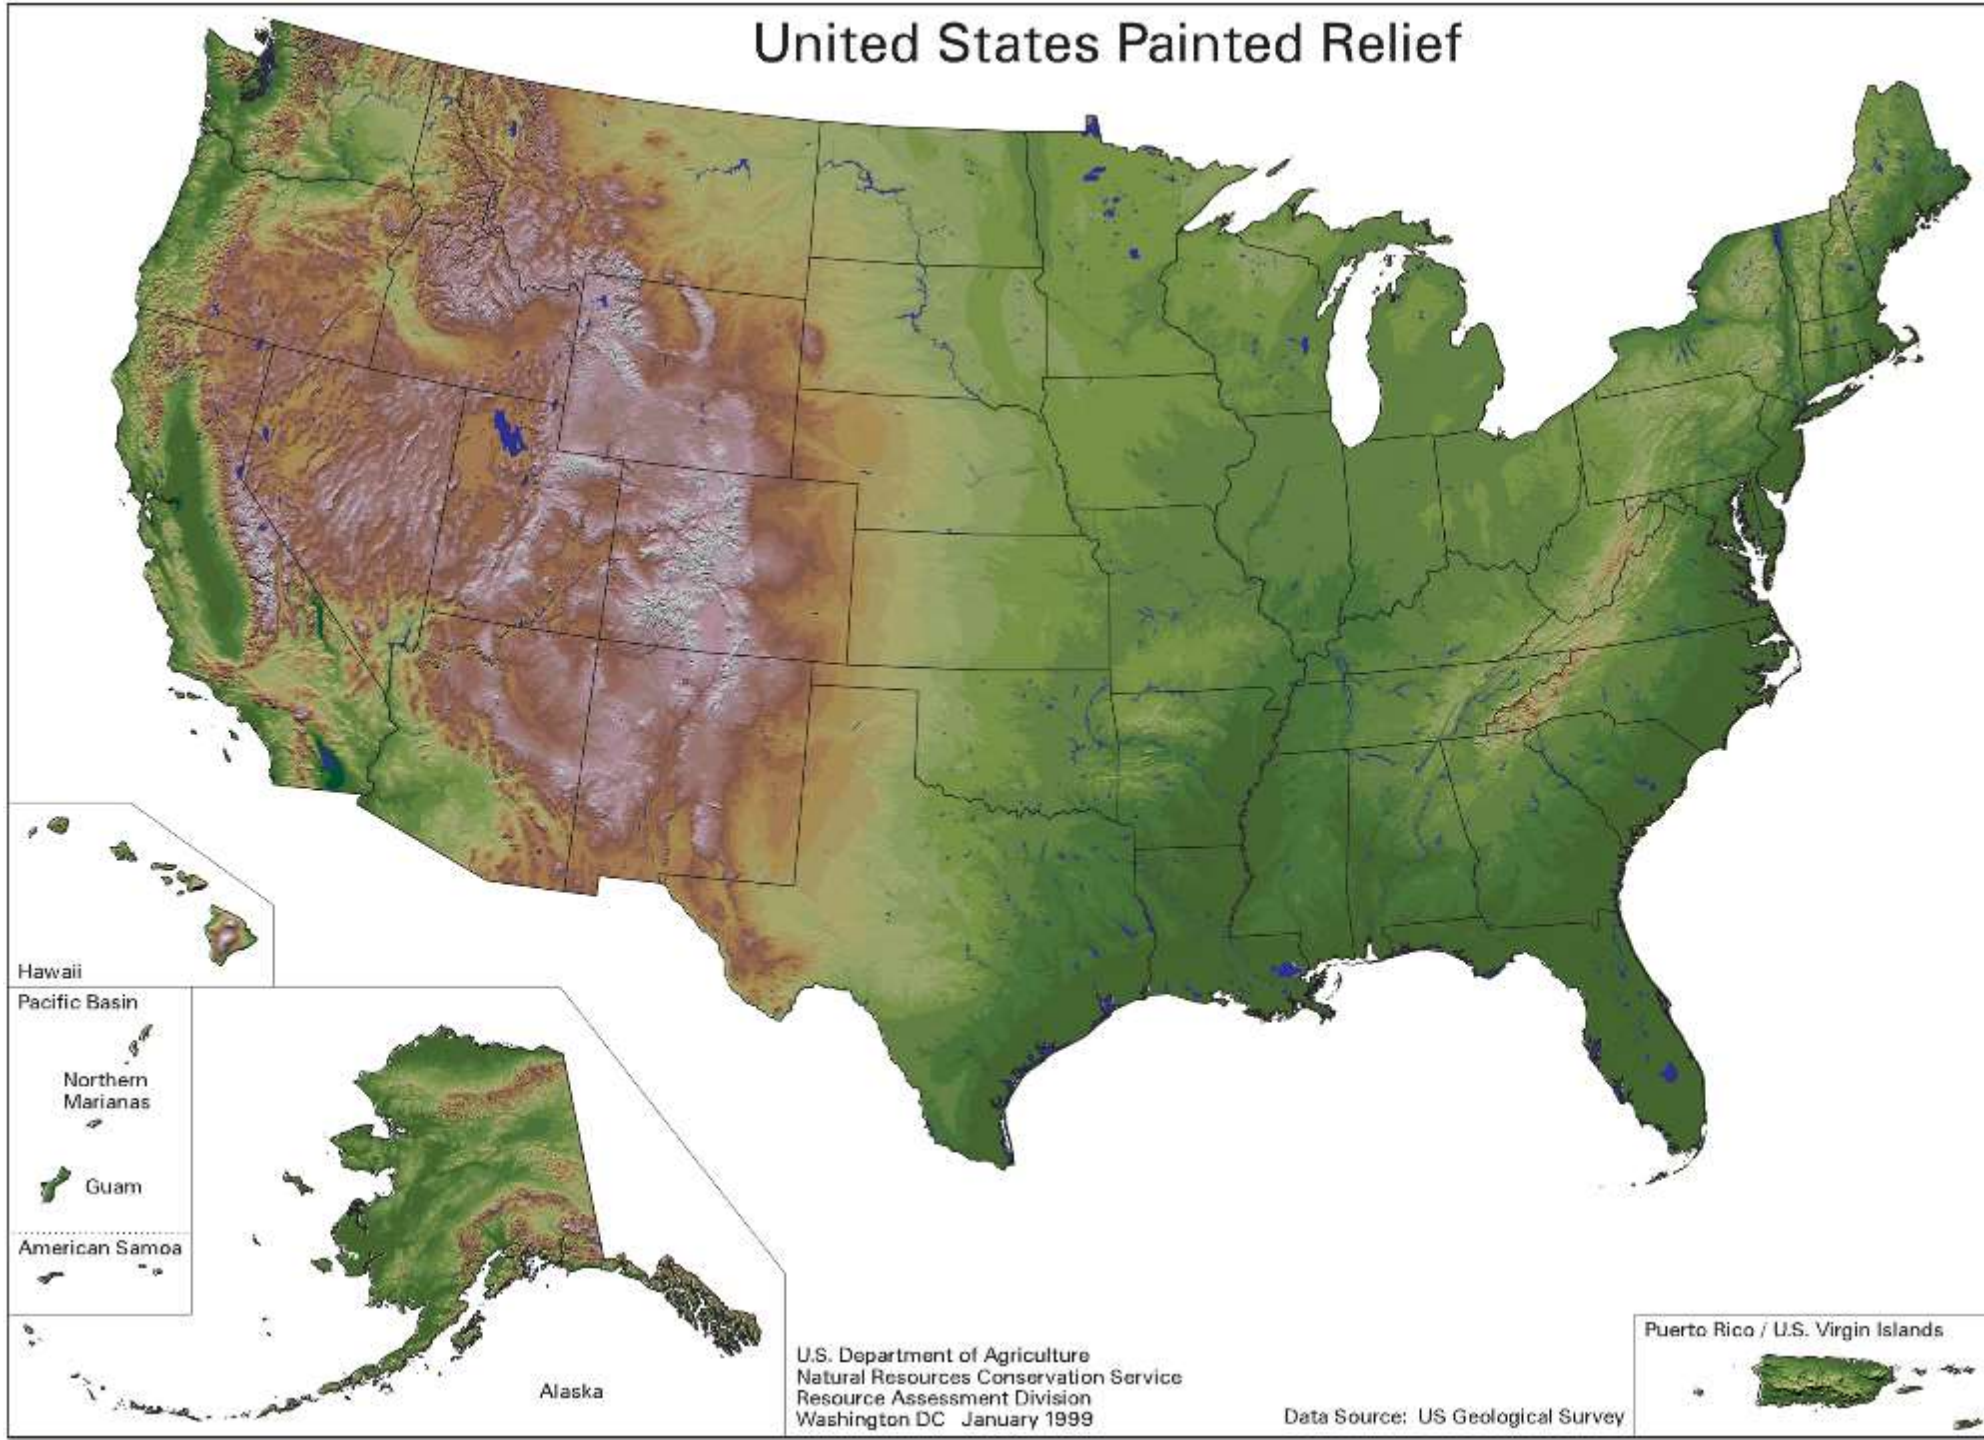 United States Painted Relief
Hawaii
Pacific Basin
Northern
Marianas
Guam
American Samoa
Alaska
U.S. Department of Agriculture
Natural Resources Conservation Service
Resource Assessment Division
Washington DC January 1999
Data Source: US Geological Survey
Puerto Rico / U.S. Virgin Islands